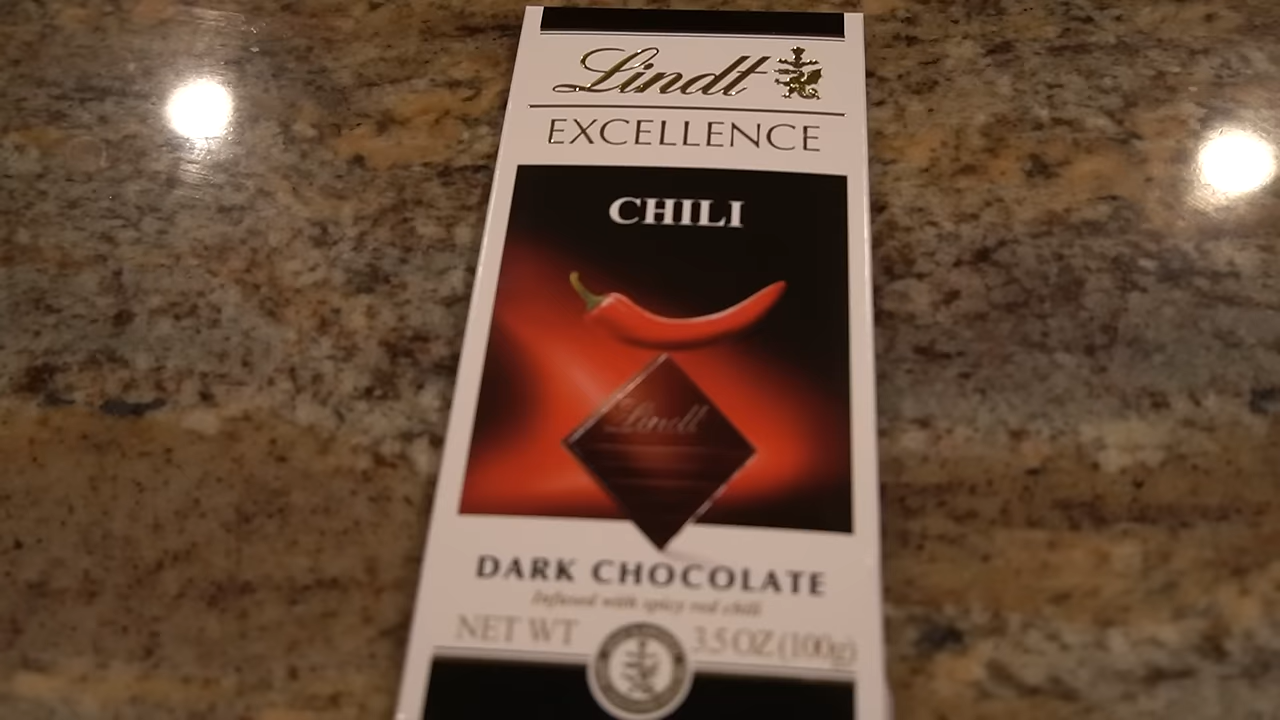 Lindt
EXCELLENCE
CHILI
Lindt
DARK CHOCOLATE
Infused with spicy red chili
NET WT 3.5 OZ (100g)